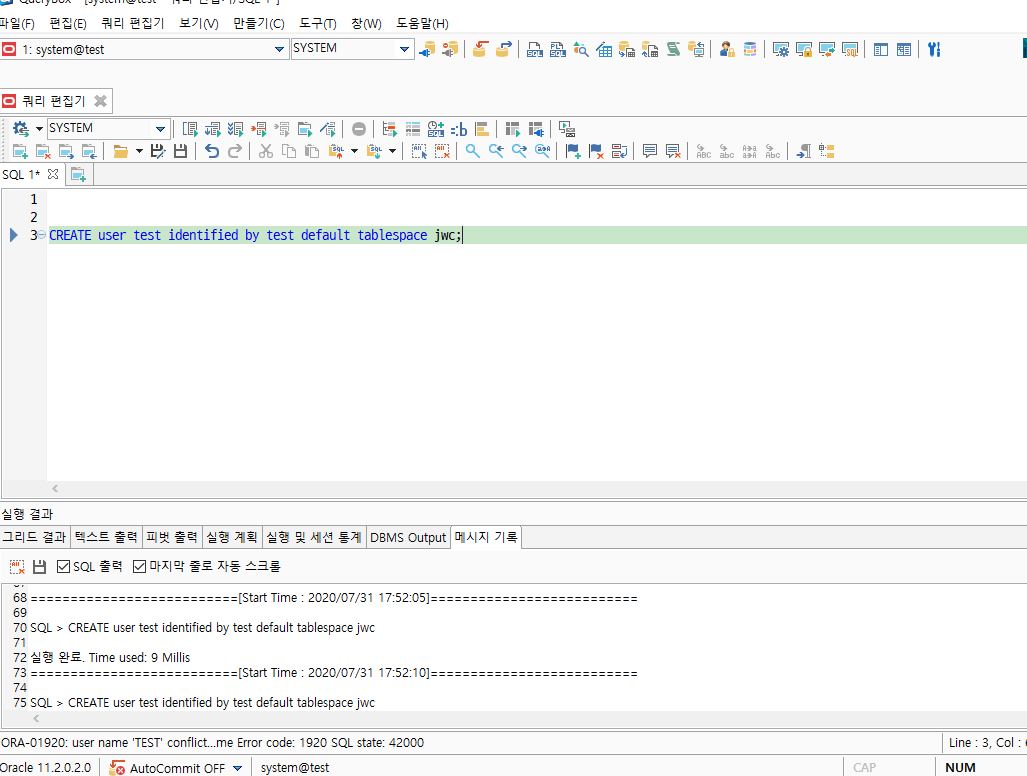 QueryBox - [system@test - 쿼리 편집기/SQL 1*]
파일(F) 편집(E) 쿼리 편집기 보기(V) 만들기(C) 도구(T) 창(W) 도움말(H)
1: system@test SYSTEM
쿼리 편집기
SYSTEM
SQL 1*
1
2
3 CREATE user test identified by test default tablespace jwc;
실행 결과
그리드 결과 텍스트 출력 피벗 출력 실행 계획 실행 및 세션 통계 DBMS Output 메시지 기록
SQL 출력 마지막 줄로 자동 스크롤
67
68 ==========================[Start Time : 2020/07/31 17:52:05]==========================
69
70 SQL > CREATE user test identified by test default tablespace jwc
71
72 실행 완료. Time used: 9 Millis
73 ==========================[Start Time : 2020/07/31 17:52:10]==========================
74
75 SQL > CREATE user test identified by test default tablespace jwc
ORA-01920: user name 'TEST' conflict...me Error code: 1920 SQL state: 42000 Line : 3, Col :
Oracle 11.2.0.2.0 AutoCommit OFF system@test CAP NUM